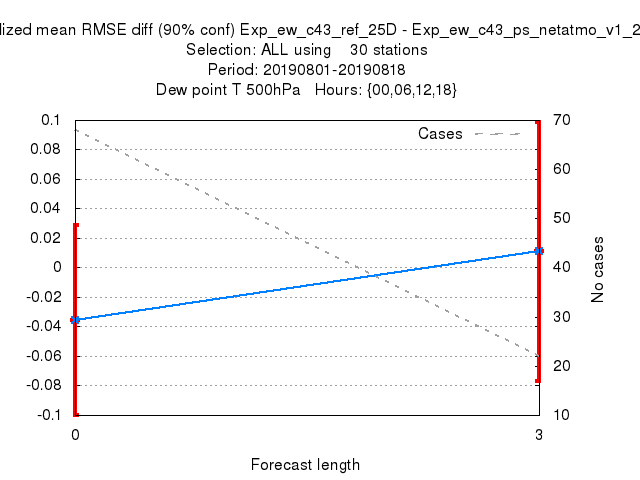 lized mean RMSE diff (90% conf) Exp_ew_c43_ref_25D - Exp_ew_c43_ps_netatmo_v1_2
Selection: ALL using 30 stations
Period: 20190801-20190818
Dew point T 500hPa Hours: {00,06,12,18}
Cases
0.1
0.08
0.06
0.04
0.02
0
-0.02
-0.04
-0.06
-0.08
-0.1
70
60
50
40
30
20
10
No cases
0
3
Forecast length